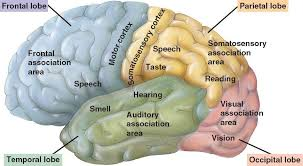 Frontal lobe
Parietal lobe
Frontal
association
area
Speech
Motor cortex
Somatosensory cortex
Speech
Taste
Somatosensory
association
area
Reading
Hearing
Smell
Auditory
association area
Visual
association
area
Vision
Temporal lobe
Occipital lobe